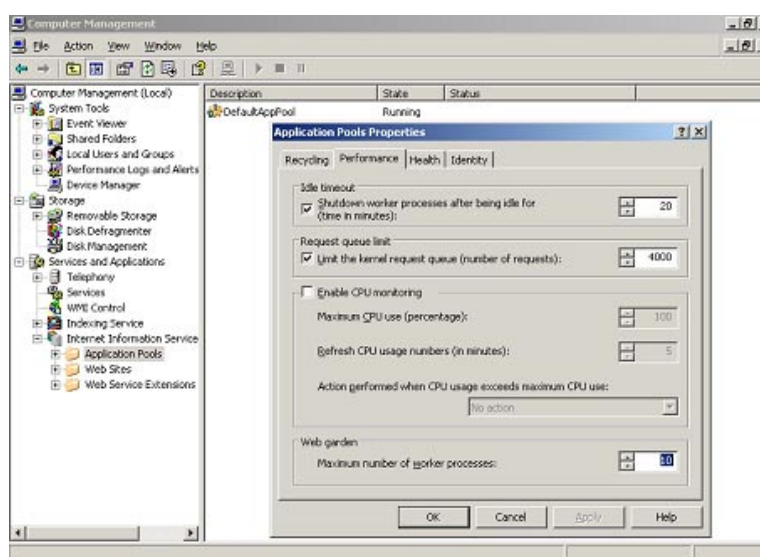 Computer Management
File Action View Window Help
Computer Management (Local)
System Tools
Event Viewer
Shared Folders
Local Users and Groups
Performance Logs and Alerts
Device Manager
Storage
Removable Storage
Disk Defragmenter
Disk Management
Services and Applications
Telephony
Services
WMI Control
Indexing Service
Internet Information Service
Application Pools
Web Sites
Web Service Extensions
Description State Status
DefaultAppPool Running
Application Pools Properties
Recycling Performance Health Identity
Idle timeout
Shutdown worker processes after being idle for
(time in minutes): 20
Request queue limit
Limit the kernel request queue (number of requests): 4000
Enable CPU monitoring
Maximum CPU use (percentage): 100
Refresh CPU usage numbers (in minutes): 5
Action performed when CPU usage exceeds maximum CPU use:
No action
Web garden
Maximum number of worker processes: 10
OK Cancel Apply Help